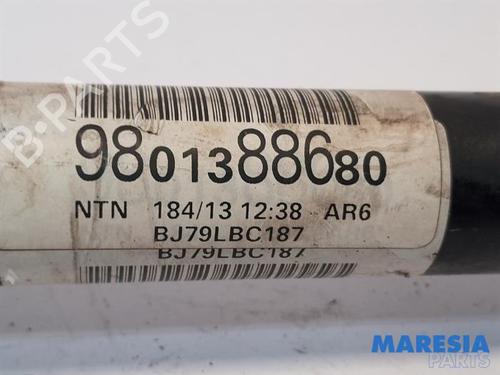 B-PARTS
9801388680
NTN 184/13 12:38 AR6
BJ79LBC187
BJ79LBC187
MARESIA
PARTS